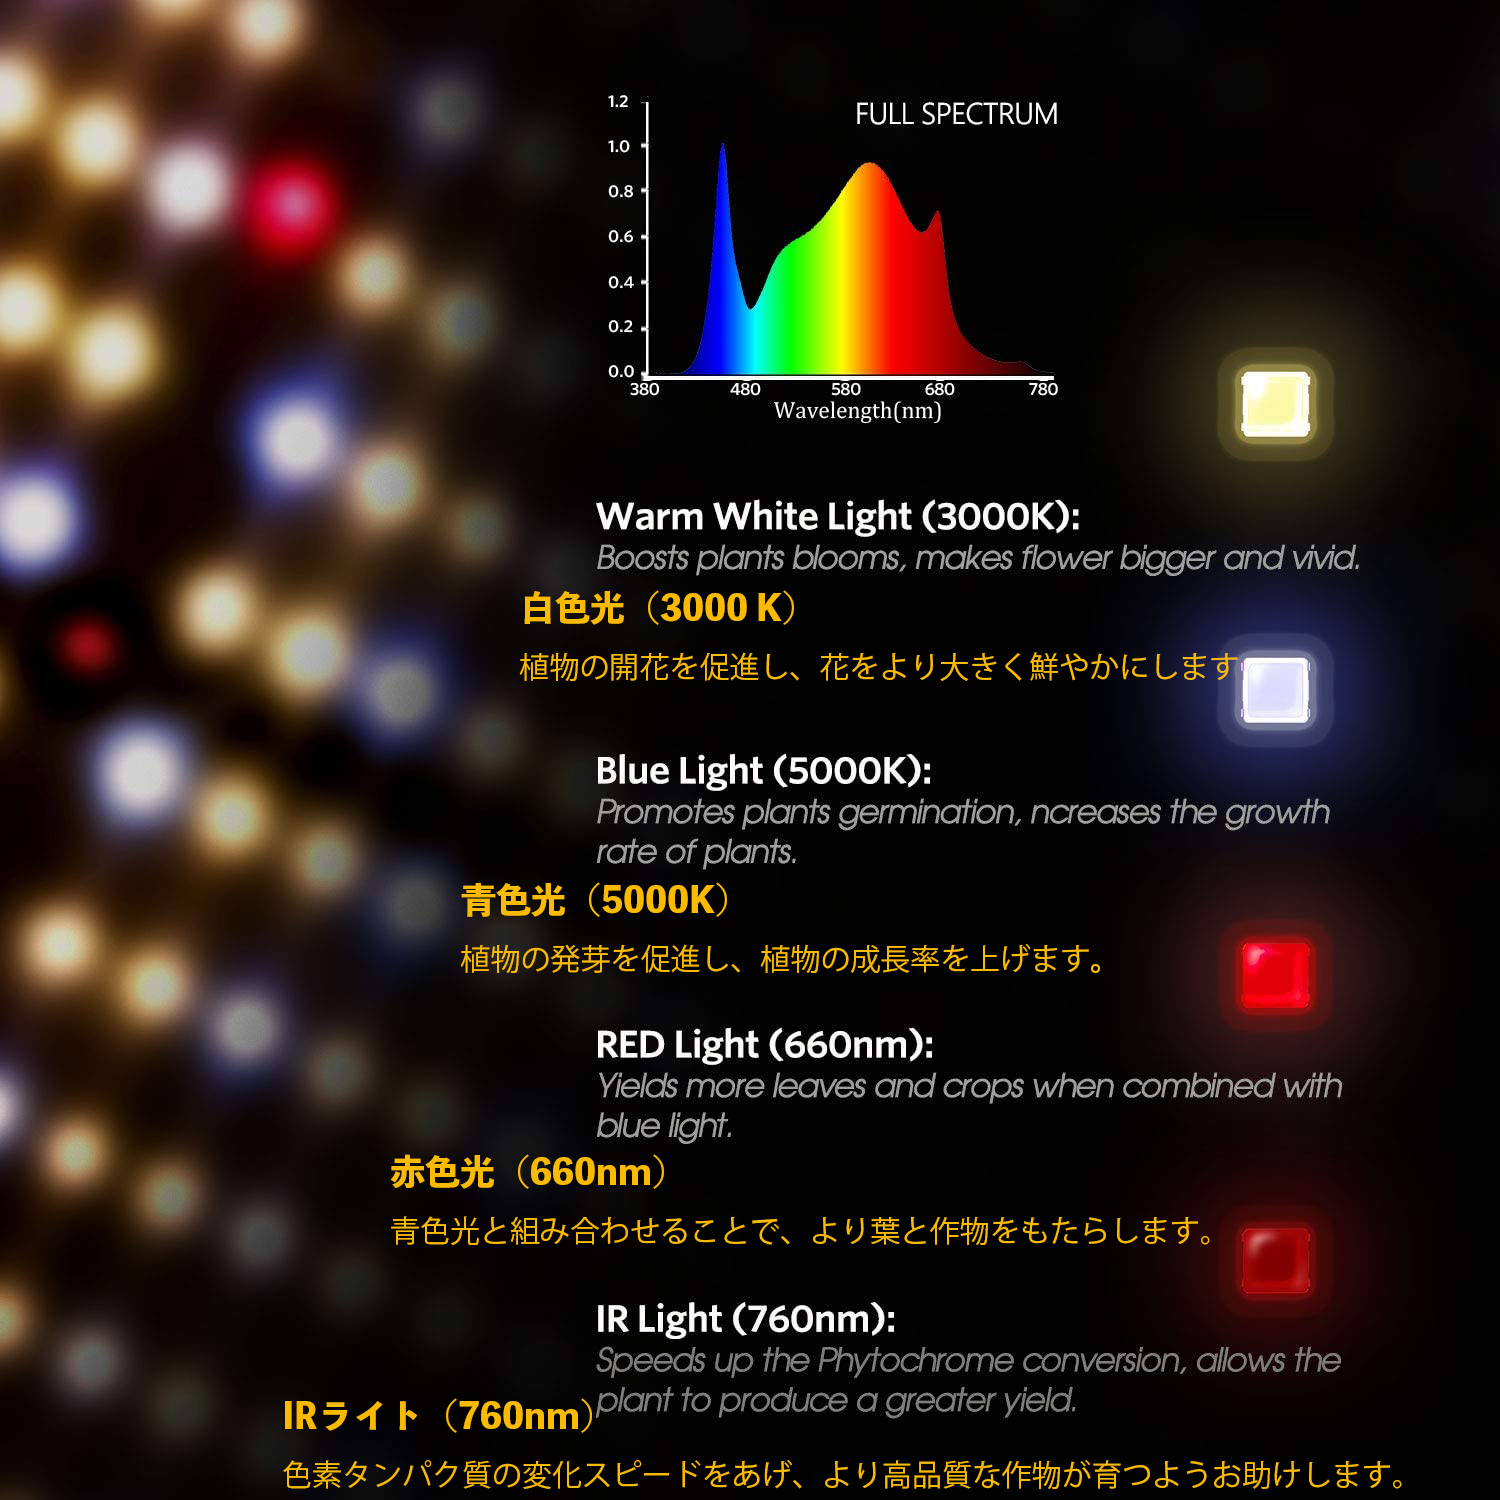 FULL SPECTRUM
1.2
1.0
0.8
0.6
0.4
0.2
0.0
380 480 580 680 780
Wavelength(nm)
Warm White Light (3000K):
Boosts plants blooms, makes flower bigger and vivid.
白色光（3000 K）
植物の開花を促進し、花をより大きく鮮やかにします
Blue Light (5000K):
Promotes plants germination, ncreases the growth
rate of plants.
青色光（5000K）
植物の発芽を促進し、植物の成長率を上げます。
RED Light (660nm):
Yields more leaves and crops when combined with
blue light.
赤色光（660nm）
青色光と組み合わせることで、より葉と作物をもたらします。
IR Light (760nm):
Speeds up the Phytochrome conversion, allows the
plant to produce a greater yield.
IRライト（760nm）
色素タンパク質の変化スピードをあげ、より高品質な作物が育つようお助けします。